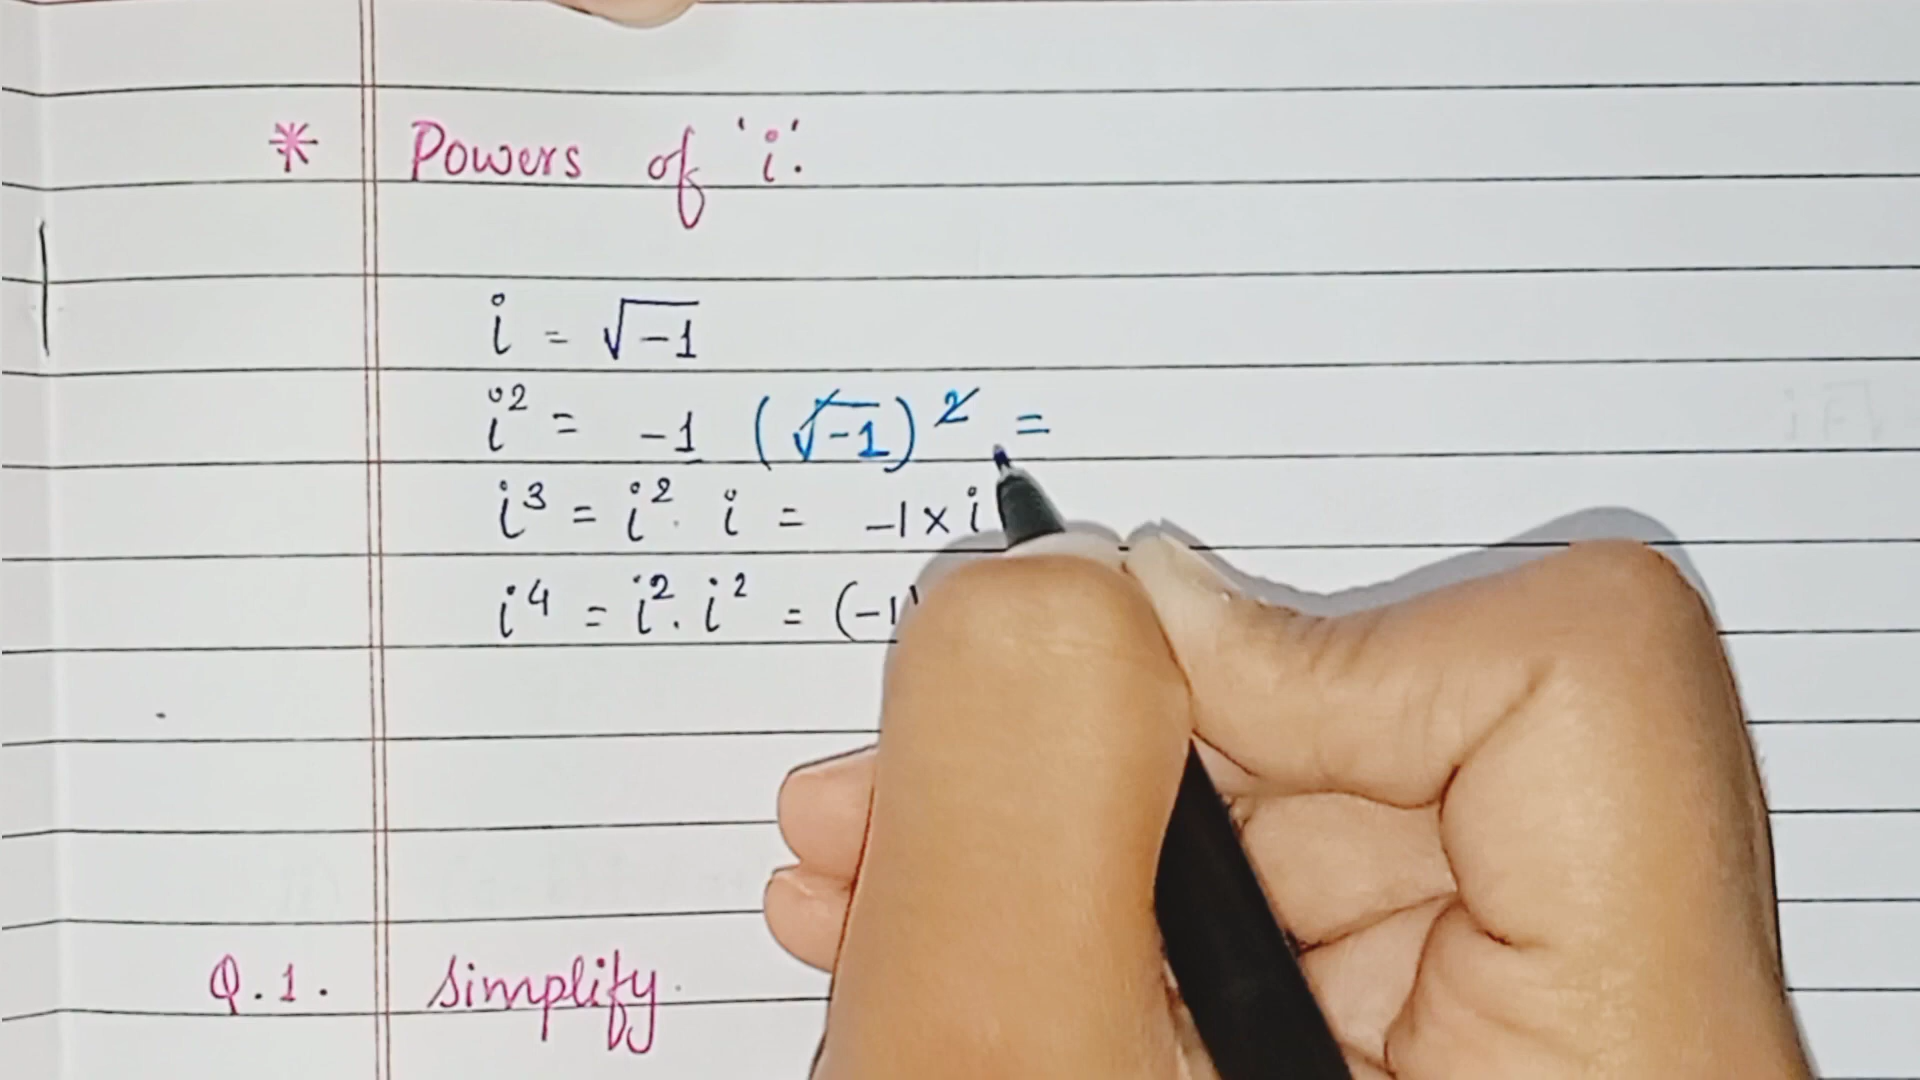 * Powers of 'i'.
i = √-1
i² = -1 (√-1)² =
i³ = i². i = -1 × i
i⁴ = i². i² = (-1
Q.1. simplify.